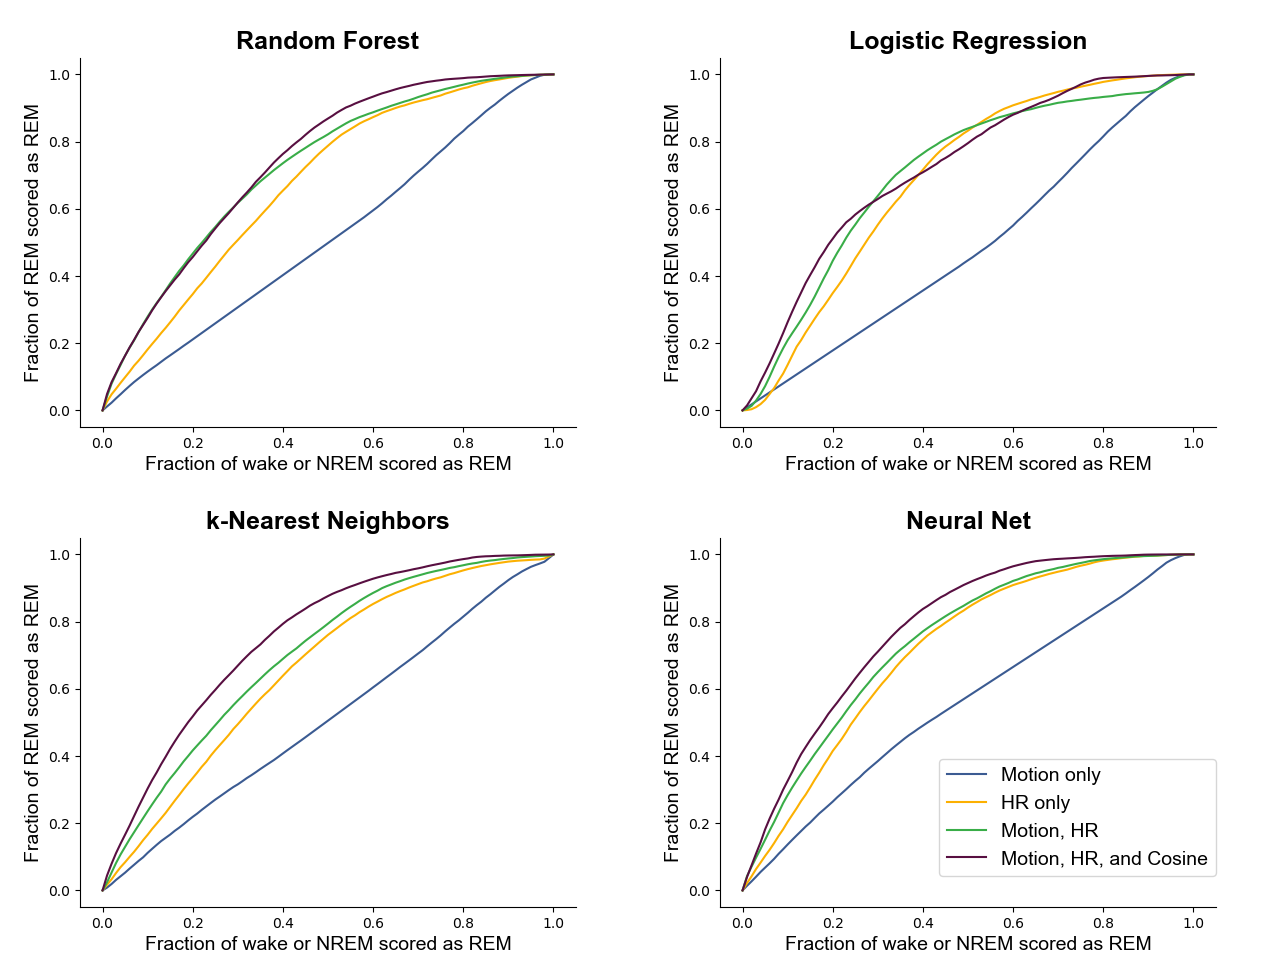 Random Forest
Fraction of REM scored as REM
1.0
0.8
0.6
0.4
0.2
0.0
0.0 0.2 0.4 0.6 0.8 1.0
Fraction of wake or NREM scored as REM
Logistic Regression
Fraction of REM scored as REM
1.0
0.8
0.6
0.4
0.2
0.0
0.0 0.2 0.4 0.6 0.8 1.0
Fraction of wake or NREM scored as REM
k-Nearest Neighbors
Fraction of REM scored as REM
1.0
0.8
0.6
0.4
0.2
0.0
0.0 0.2 0.4 0.6 0.8 1.0
Fraction of wake or NREM scored as REM
Neural Net
Fraction of REM scored as REM
1.0
0.8
0.6
0.4
0.2
0.0
0.0 0.2 0.4 0.6 0.8 1.0
Fraction of wake or NREM scored as REM
Motion only
HR only
Motion, HR
Motion, HR, and Cosine